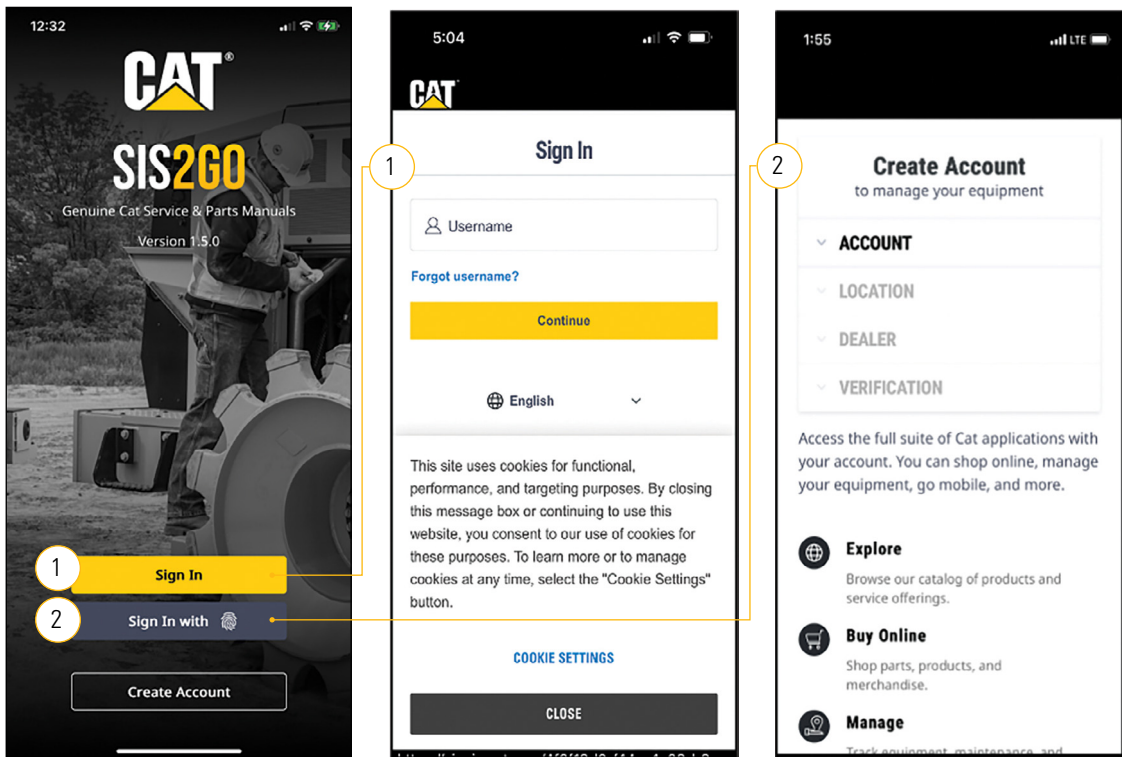 12:32
CAT®
SIS2GO
Genuine Cat Service & Parts Manuals
Version 1.5.0
1
Sign In
2
Sign In with
Create Account
5:04
CAT
1
Sign In
Username
Forgot username?
Continue
English
This site uses cookies for functional,
performance, and targeting purposes. By closing
this message box or continuing to use this
website, you consent to our use of cookies for
these purposes. To learn more or to manage
cookies at any time, select the "Cookie Settings"
button.
COOKIE SETTINGS
CLOSE
1:55
LTE
2
Create Account
to manage your equipment
ACCOUNT
LOCATION
DEALER
VERIFICATION
Access the full suite of Cat applications with
your account. You can shop online, manage
your equipment, go mobile, and more.
Explore
Browse our catalog of products and
service offerings.
Buy Online
Shop parts, products, and
merchandise.
Manage
Track equipment, maintenance, and